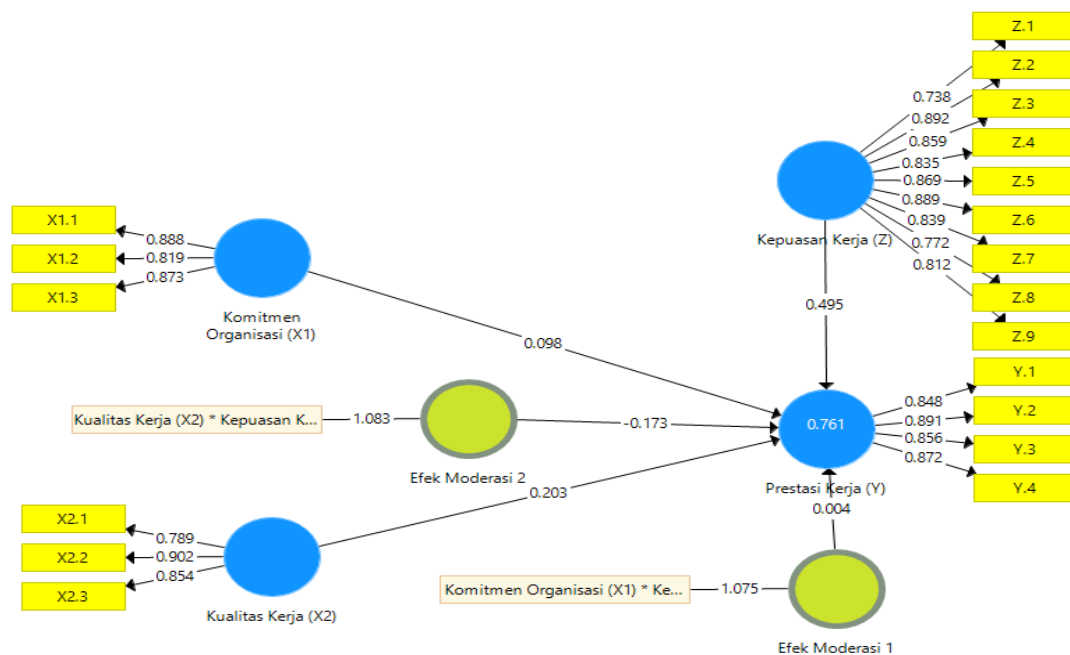 Z.1
Z.2
Z.3
Z.4
Z.5
Z.6
Z.7
Z.8
Z.9
0.738
0.892
0.859
0.835
0.869
0.889
0.839
0.772
0.812
Kepuasan Kerja (Z)
X1.1
X1.2
X1.3
0.888
0.819
0.873
Komitmen
Organisasi (X1)
0.098
0.495
Kualitas Kerja (X2) * Kepuasan K...
1.083
Efek Moderasi 2
-0.173
0.761
Prestasi Kerja (Y)
0.848
0.891
0.856
0.872
Y.1
Y.2
Y.3
Y.4
X2.1
X2.2
X2.3
0.789
0.902
0.854
Kualitas Kerja (X2)
0.203
0.004
Komitmen Organisasi (X1) * Ke...
1.075
Efek Moderasi 1